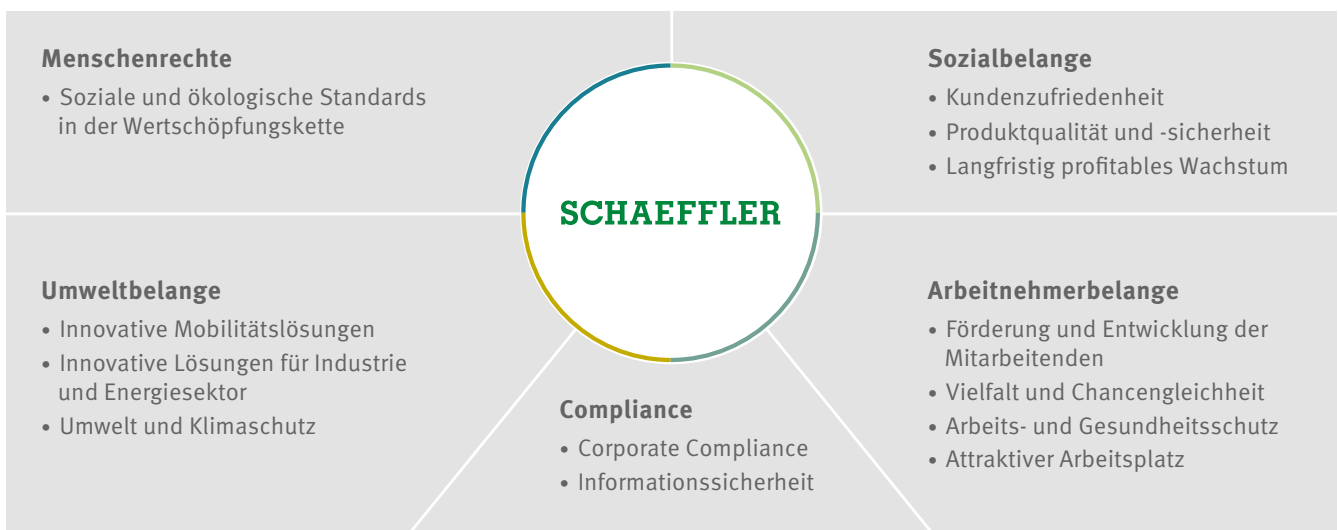 Menschenrechte
• Soziale und ökologische Standards
in der Wertschöpfungskette
Sozialbelange
• Kundenzufriedenheit
• Produktqualität und -sicherheit
• Langfristig profitables Wachstum
SCHAEFFLER
Umweltbelange
• Innovative Mobilitätslösungen
• Innovative Lösungen für Industrie
und Energiesektor
• Umwelt und Klimaschutz
Compliance
• Corporate Compliance
• Informationssicherheit
Arbeitnehmerbelange
• Förderung und Entwicklung der
Mitarbeitenden
• Vielfalt und Chancengleichheit
• Arbeits- und Gesundheitsschutz
• Attraktiver Arbeitsplatz